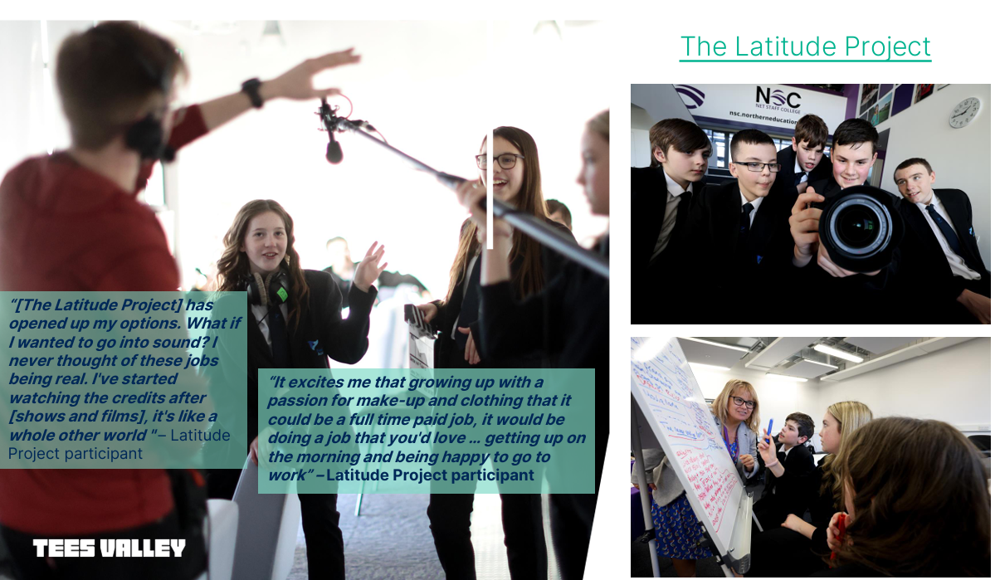 The Latitude Project
“[The Latitude Project] has
opened up my options. What if
I wanted to go into sound? I
never thought of these jobs
being real. I've started
watching the credits after
[shows and films], it's like a
whole other world "– Latitude
Project participant
“It excites me that growing up with a
passion for make-up and clothing that it
could be a full time paid job, it would be
doing a job that you'd love ... getting up on
the morning and being happy to go to
work” – Latitude Project participant
TEES VALLEY
NSC
NET STAFF COLLEGE
nsc.northerneducation